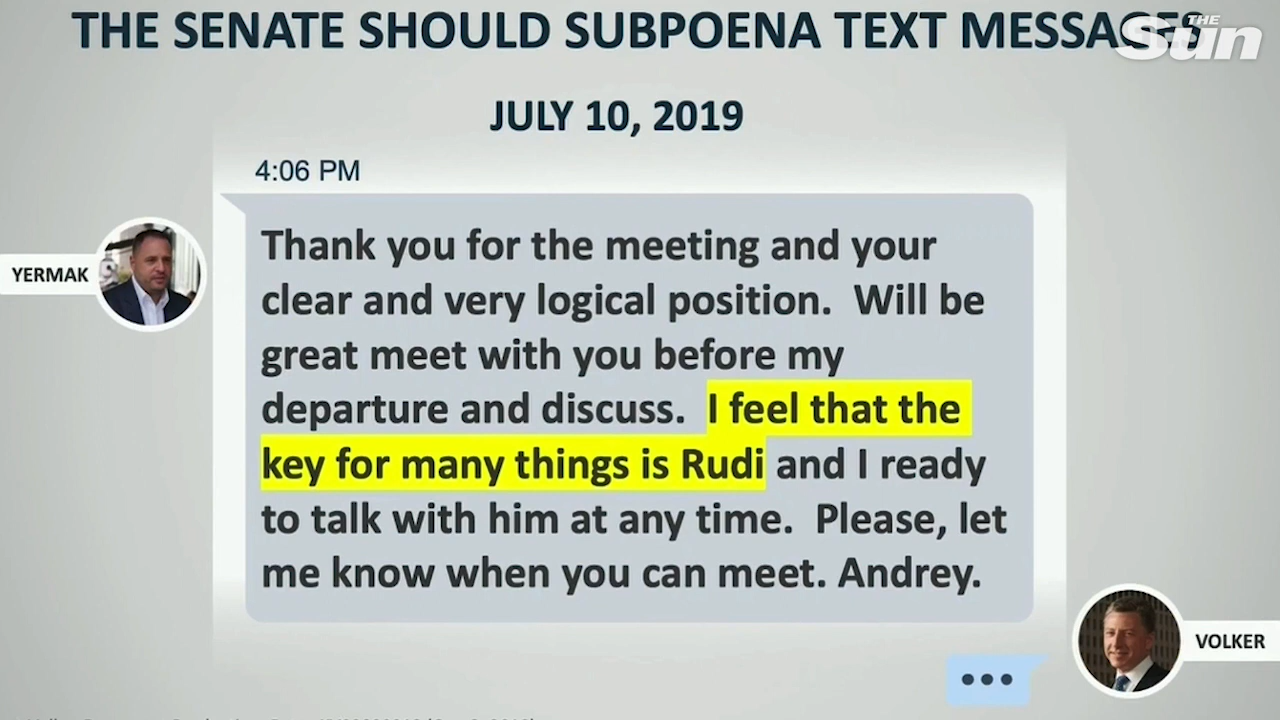 THE SENATE SHOULD SUBPOENA TEXT MESSAGES
THE
Sun
JULY 10, 2019
4:06 PM
YERMAK
Thank you for the meeting and your
clear and very logical position.  Will be
great meet with you before my
departure and discuss.  I feel that the
key for many things is Rudi and I ready
to talk with him at any time.  Please, let
me know when you can meet. Andrey.
VOLKER